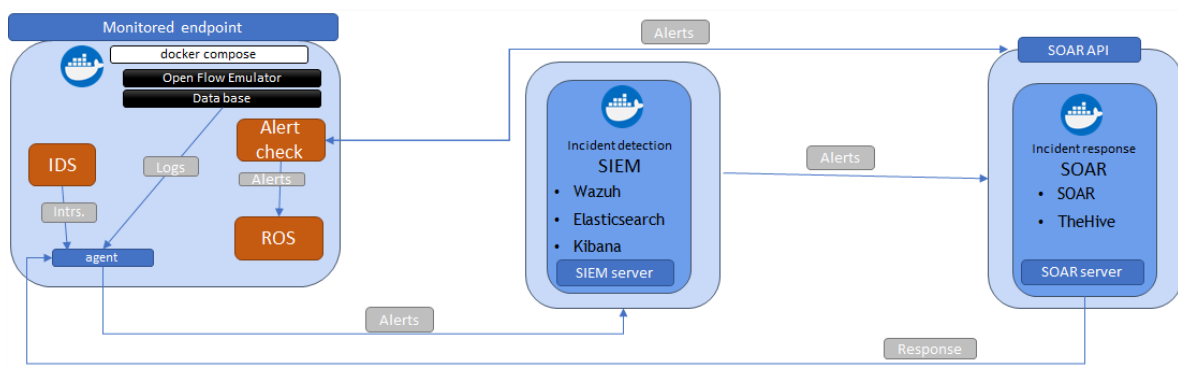 Monitored endpoint
docker compose
Open Flow Emulator
Data base
IDS
Logs
Alert
check
Alerts
Intrs.
ROS
agent
Alerts
Alerts
Incident detection
SIEM
• Wazuh
• Elasticsearch
• Kibana
SIEM server
Alerts
SOAR API
Incident response
SOAR
• SOAR
• TheHive
SOAR server
Response